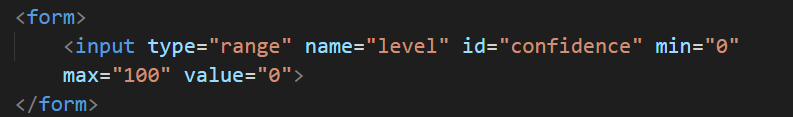 <form>
<input type="range" name="level" id="confidence" min="0"
max="100" value="0">
</form>